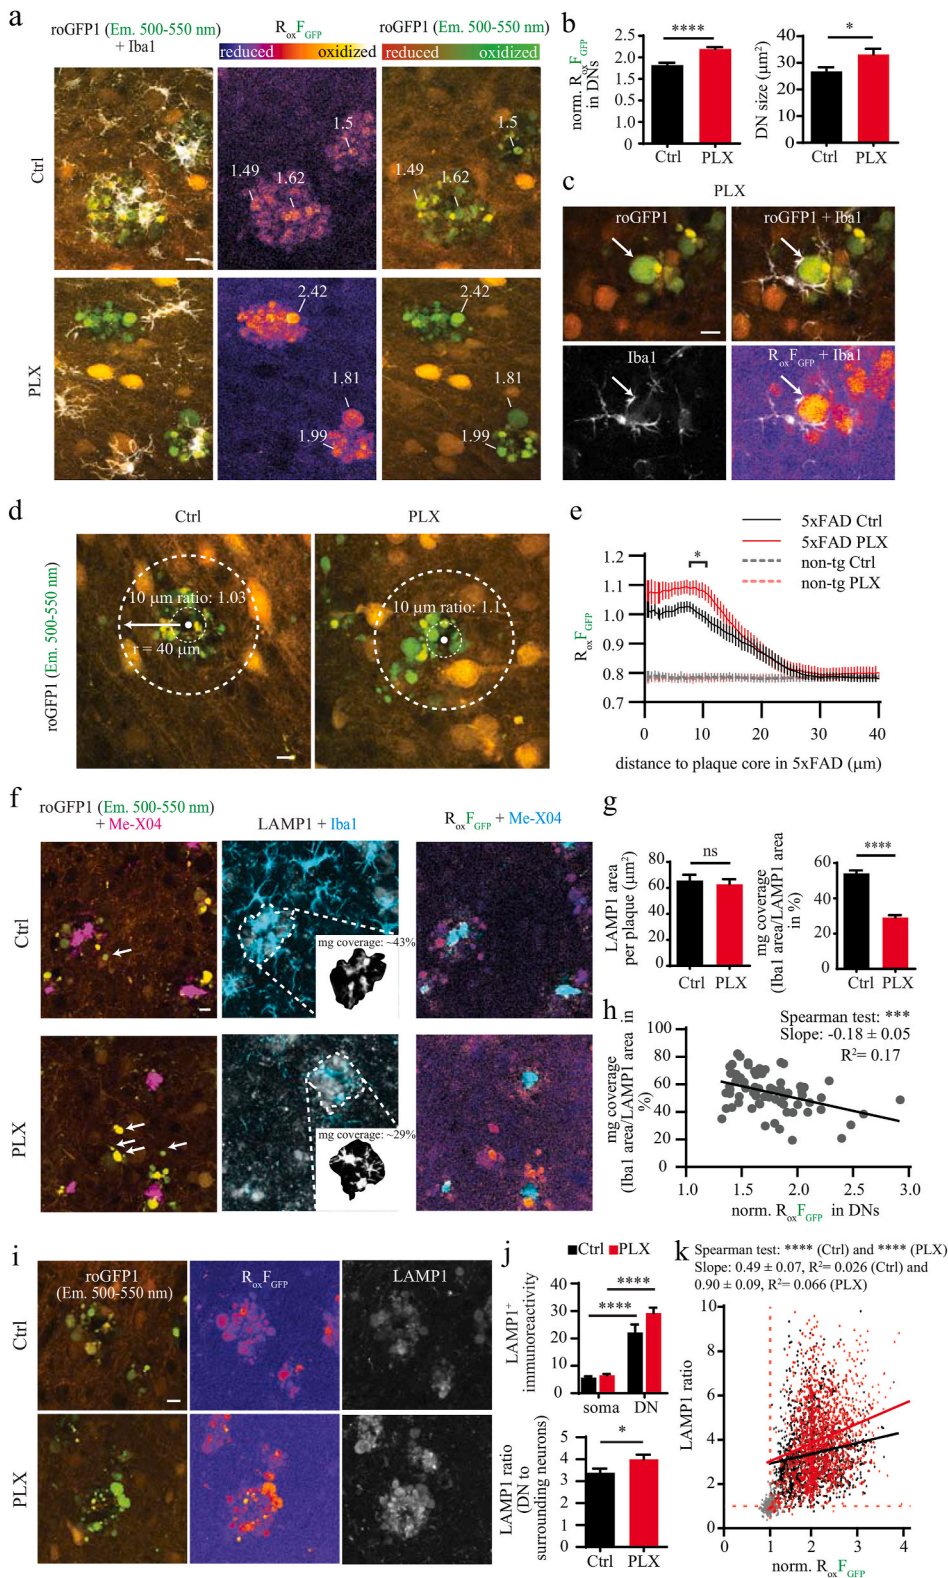 a
roGFP1 (Em. 500-550 nm)
+ Iba1
RoxFGFP
reduced oxidized
roGFP1 (Em. 500-550 nm)
reduced oxidized
Ctrl
1.5
1.49
1.62
1.5
1.49
1.62
PLX
2.42
1.81
1.99
2.42
1.81
1.99
b
norm. RoxFGFP
in DNs
2.0
2.5
1.5
1.0
0
****
Ctrl PLX
DN size (μm²)
40
30
20
10
0
*
Ctrl PLX
c
PLX
roGFP1
roGFP1 + Iba1
Iba1
RoxFGFP + Iba1
d
Ctrl
PLX
roGFP1 (Em. 500-550 nm)
10 μm ratio: 1.03
r = 40 μm
10 μm ratio: 1.1
e
5xFAD Ctrl
5xFAD PLX
non-tg Ctrl
non-tg PLX
*
RoxFGFP
1.2
1.1
1.0
0.9
0.8
0.7
0 10 20 30 40
distance to plaque core in 5xFAD (μm)
f
roGFP1 (Em. 500-550 nm)
+ Me-X04
LAMP1 + Iba1
RoxFGFP + Me-X04
Ctrl
mg coverage: ~43%
PLX
mg coverage: ~29%
g
LAMP1 area
per plaque (μm²)
80
60
40
20
0
ns
Ctrl PLX
mg coverage
(Iba1 area/LAMP1 area
in %)
60
40
20
0
****
Ctrl PLX
h
Spearman test: ***
Slope: -0.18 ± 0.05
R²= 0.17
mg coverage
(Iba1 area/LAMP1 area in
%)
100
80
60
40
20
0
1.0 1.5 2.0 2.5 3.0
norm. RoxFGFP in DNs
i
roGFP1
(Em. 500-550 nm)
RoxFGFP
LAMP1
Ctrl
PLX
j
Ctrl PLX
LAMP1⁺
immunoreactivity
40
30
20
10
0
****
****
soma DN
LAMP1 ratio
(DN to
surrounding neurons)
5
4
3
2
1
0
*
Ctrl PLX
k
Spearman test: **** (Ctrl) and **** (PLX)
Slope: 0.49 ± 0.07, R²= 0.026 (Ctrl) and
0.90 ± 0.09, R²= 0.066 (PLX)
LAMP1 ratio
10
8
6
4
2
0
0 1 2 3 4
norm. RoxFGFP